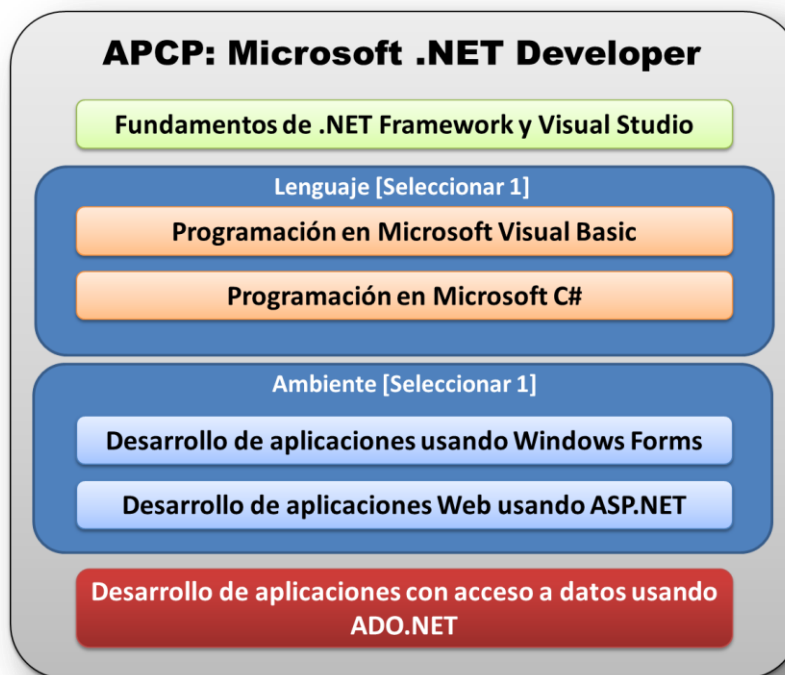 APCP: Microsoft .NET Developer
Fundamentos de .NET Framework y Visual Studio
Lenguaje [Seleccionar 1]
Programación en Microsoft Visual Basic
Programación en Microsoft C#
Ambiente [Seleccionar 1]
Desarrollo de aplicaciones usando Windows Forms
Desarrollo de aplicaciones Web usando ASP.NET
Desarrollo de aplicaciones con acceso a datos usando
ADO.NET